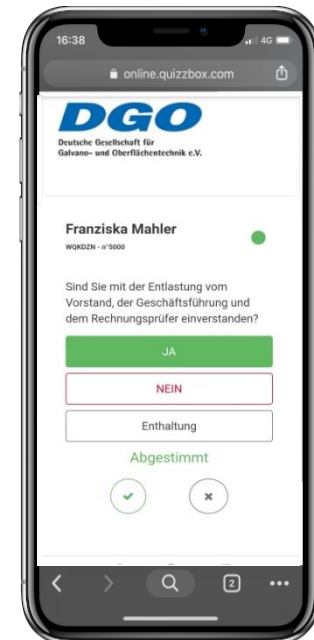 16:38
4G
online.quizzbox.com
DGO
Deutsche Gesellschaft für
Galvano- und Oberflächentechnik e.V.
Franziska Mahler
WQKDZN - n°5000
Sind Sie mit der Entlastung vom
Vorstand, der Geschäftsführung und
dem Rechnungsprüfer einverstanden?
JA
NEIN
Enthaltung
Abgestimmt
2